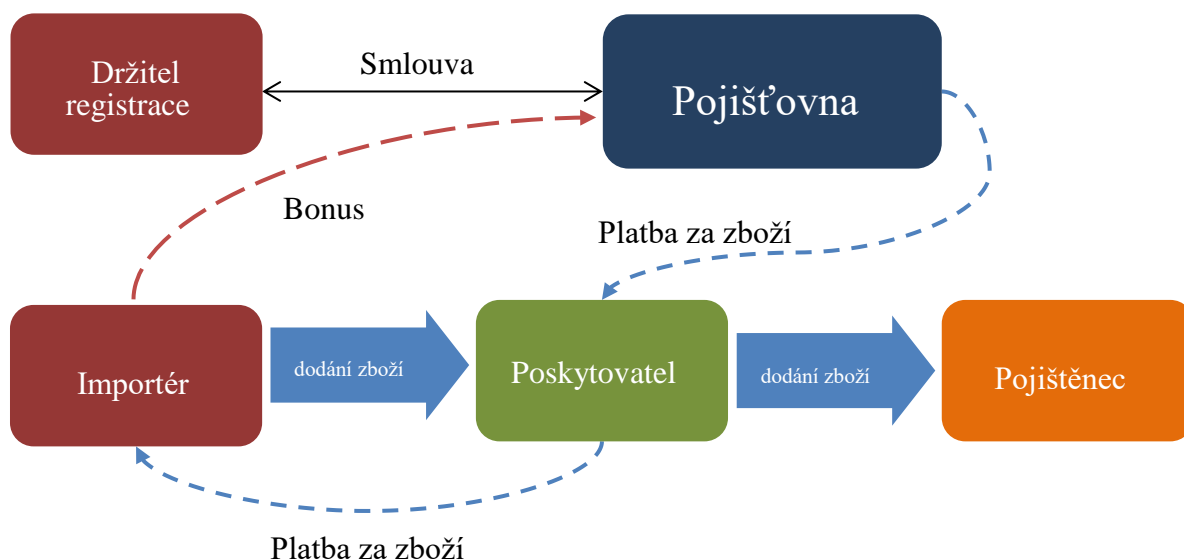 Držitel
registrace
Smlouva
Pojišťovna
Bonus
Platba za zboží
Importér
dodání zboží
Poskytovatel
dodání zboží
Pojištěnec
Platba za zboží